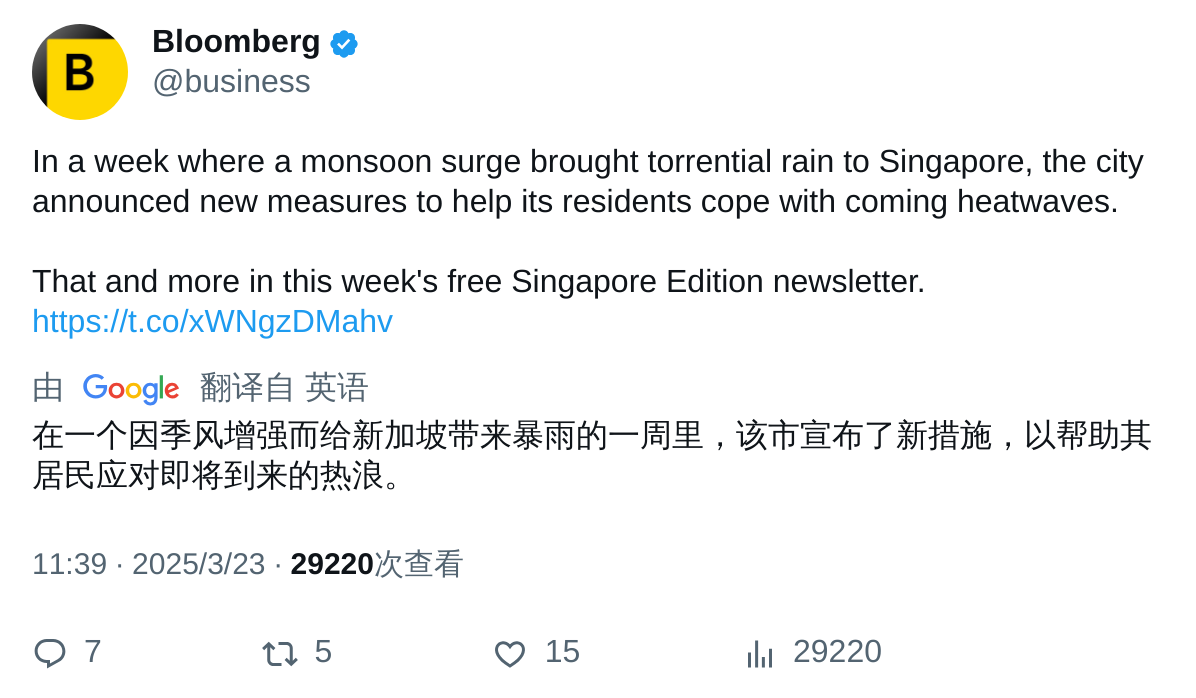 B
Bloomberg
@business
In a week where a monsoon surge brought torrential rain to Singapore, the city
announced new measures to help its residents cope with coming heatwaves.
That and more in this week's free Singapore Edition newsletter.
https://t.co/xWNgzDMahv
由 Google 翻译自 英语
在一个因季风增强而给新加坡带来暴雨的一周里，该市宣布了新措施，以帮助其
居民应对即将到来的热浪。
11:39 · 2025/3/23 · 29220次查看
7 5 15 29220